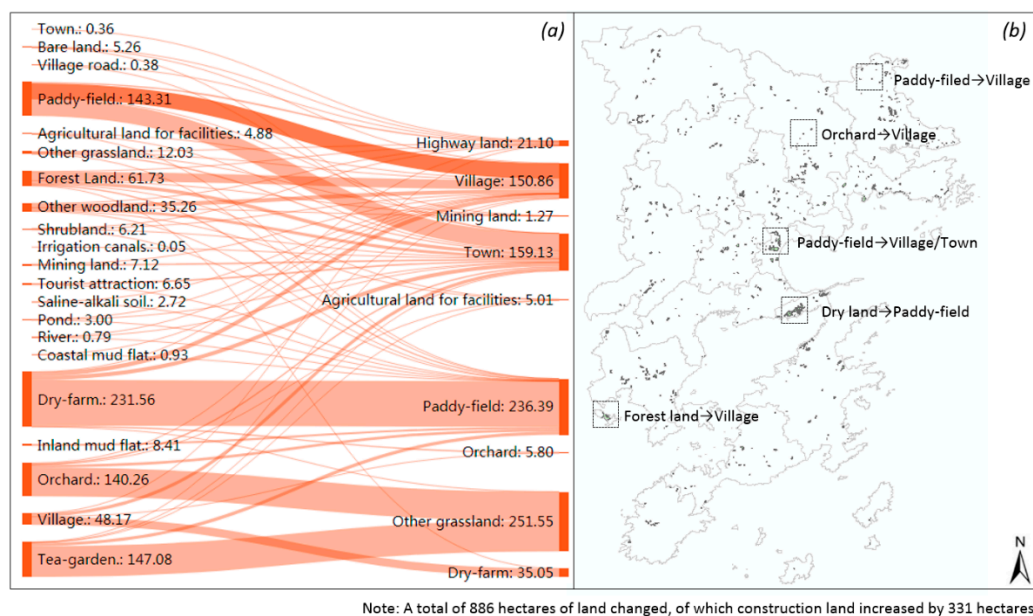 (a)
Town.: 0.36
Bare land.: 5.26
Village road.: 0.38
Paddy-field.: 143.31
Agricultural land for facilities.: 4.88
Other grassland.: 12.03
Forest Land.: 61.73
Other woodland.: 35.26
Shrubland.: 6.21
Irrigation canals.: 0.05
Mining land.: 7.12
Tourist attraction.: 6.65
Saline-alkali soil.: 2.72
Pond.: 3.00
River.: 0.79
Coastal mud flat.: 0.93
Dry-farm.: 231.56
Inland mud flat.: 8.41
Orchard.: 140.26
Village.: 48.17
Tea-garden.: 147.08
Highway land: 21.10
Village: 150.86
Mining land: 1.27
Town: 159.13
Agricultural land for facilities: 5.01
Paddy-field: 236.39
Orchard: 5.80
Other grassland: 251.55
Dry-farm: 35.05
(b)
Paddy-filed→Village
Orchard→Village
Paddy-field→Village/Town
Dry land→Paddy-field
Forest land→Village
N
Note: A total of 886 hectares of land changed, of which construction land increased by 331 hectares